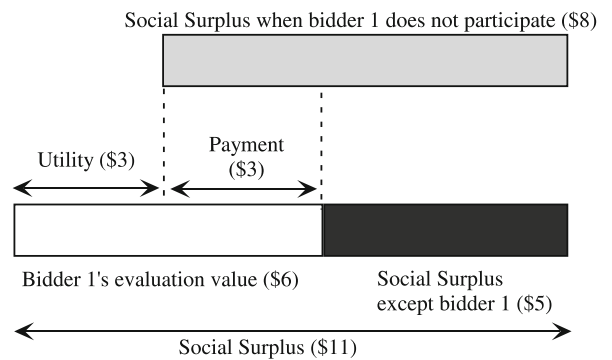 Social Surplus when bidder 1 does not participate ($8)
Utility ($3)
Payment
($3)
Bidder 1's evaluation value ($6)
Social Surplus
except bidder 1 ($5)
Social Surplus ($11)